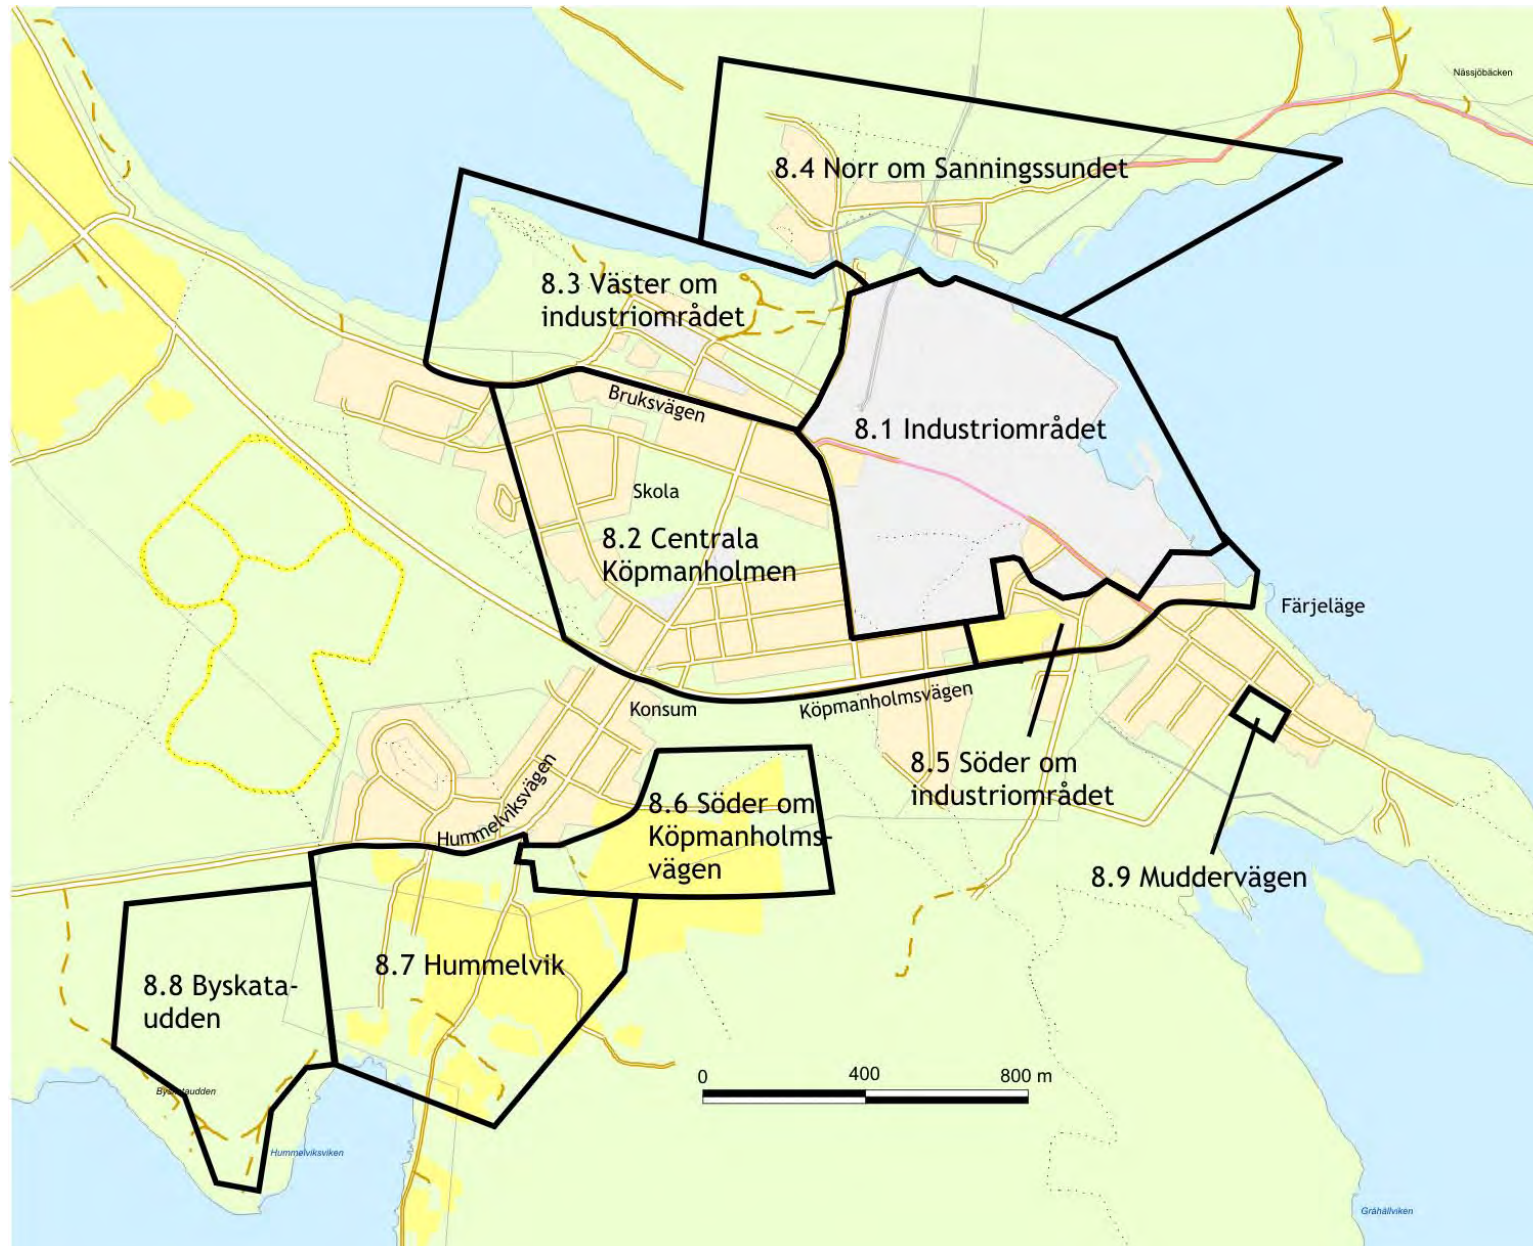 Nässjöbäcken
8.4 Norr om Sanningssundet
8.3 Väster om
industriområdet
Bruksvägen
8.1 Industriområdet
Skola
8.2 Centrala
Köpmanholmen
Färjeläge
Konsum
Köpmanholmsvägen
8.5 Söder om
industriområdet
Hummelviksvägen
8.6 Söder om
Köpmanholms-
vägen
8.9 Muddervägen
8.7 Hummelvik
8.8 Byskata-
udden
0 400 800 m
Byskataudden
Hummelviksviken
Gråhällviken